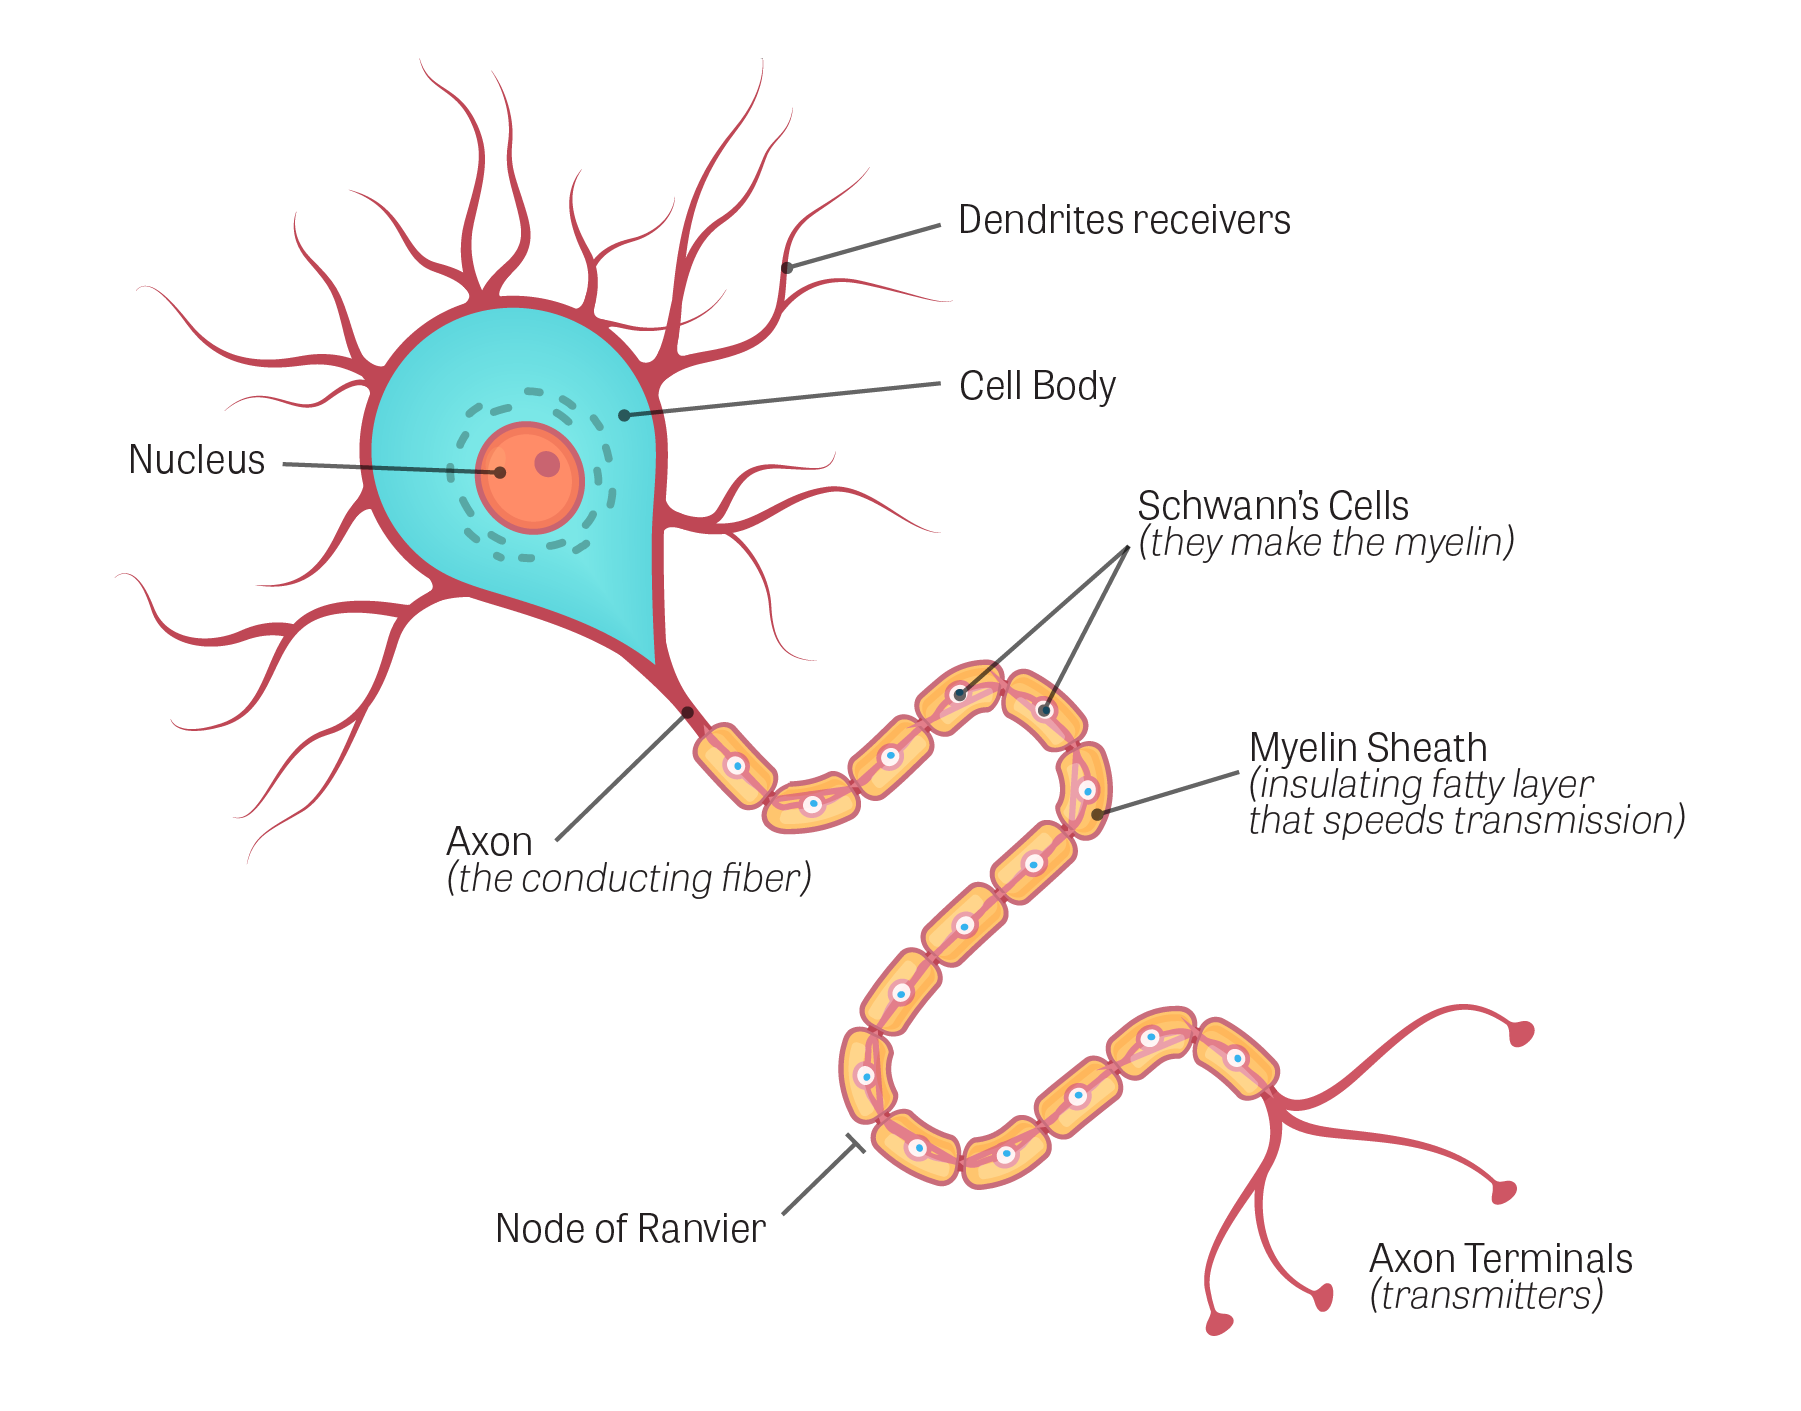 Dendrites receivers
Cell Body
Nucleus
Schwann’s Cells
(they make the myelin)
Myelin Sheath
(insulating fatty layer
that speeds transmission)
Axon
(the conducting fiber)
Node of Ranvier
Axon Terminals
(transmitters)